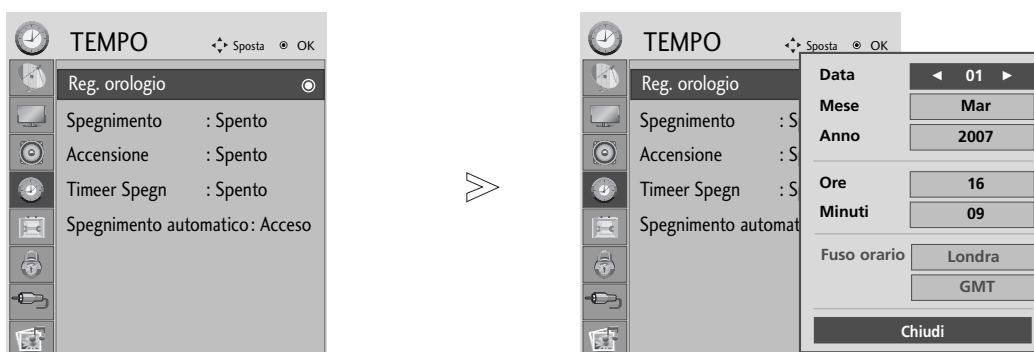 TEMPO Sposta OK
Reg. orologio
Spegnimento : Spento
Accensione : Spento
Timeer Spegn : Spento
Spegnimento automatico : Acceso
TEMPO Sposta OK
Reg. orologio
Spegnimento : S
Accensione : S
Timeer Spegn : S
Spegnimento automat
Data 01
Mese Mar
Anno 2007
Ore 16
Minuti 09
Fuso orario Londra
GMT
Chiudi